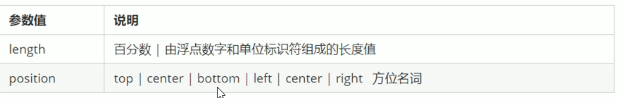 参数值 说明
length 百分数 | 由浮点数字和单位标识符组成的长度值
position top | center | bottom | left | center | right 方位名词